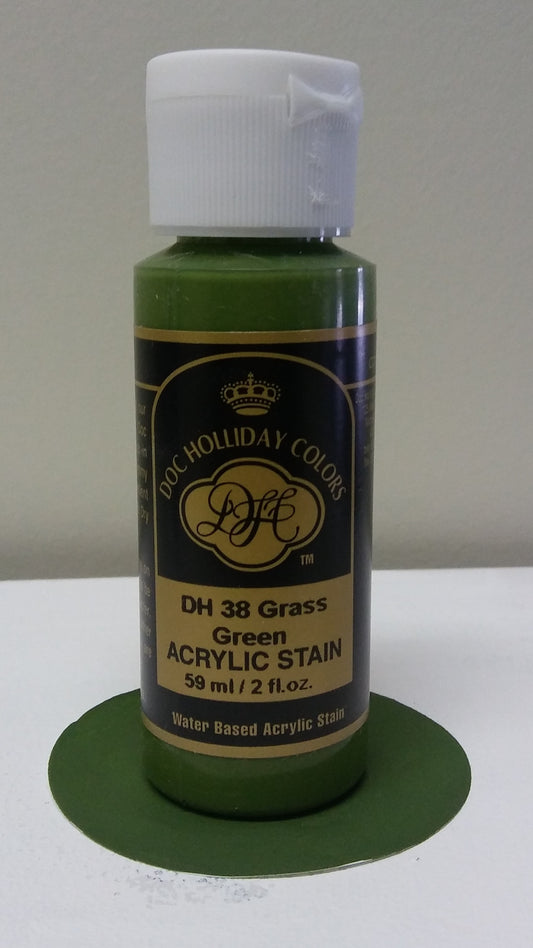 DOC HOLLIDAY COLORS
DH
TM
DH 38 Grass
Green
ACRYLIC STAIN
59 ml / 2 fl.oz.
Water Based Acrylic Stain